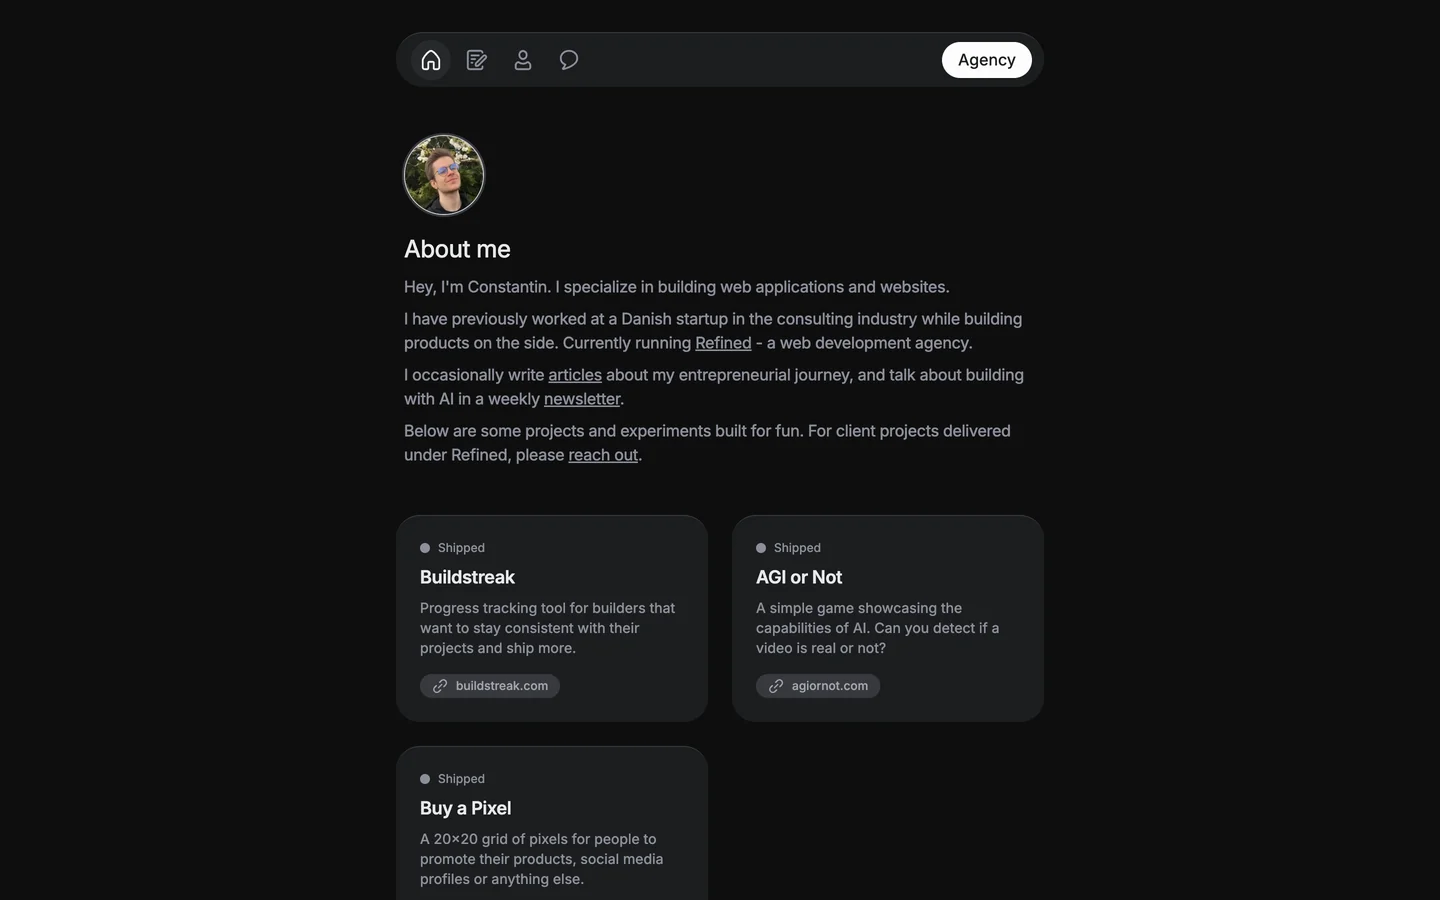 Agency
About me
Hey, I'm Constantin. I specialize in building web applications and websites.
I have previously worked at a Danish startup in the consulting industry while building
products on the side. Currently running Refined - a web development agency.
I occasionally write articles about my entrepreneurial journey, and talk about building
with AI in a weekly newsletter.
Below are some projects and experiments built for fun. For client projects delivered
under Refined, please reach out.
Shipped
Buildstreak
Progress tracking tool for builders that
want to stay consistent with their
projects and ship more.
buildstreak.com
Shipped
AGI or Not
A simple game showcasing the
capabilities of AI. Can you detect if a
video is real or not?
agiornot.com
Shipped
Buy a Pixel
A 20×20 grid of pixels for people to
promote their products, social media
profiles or anything else.